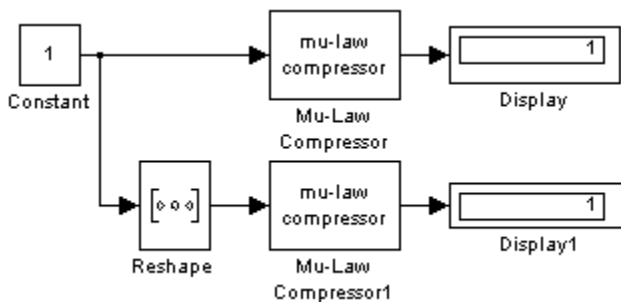 1
Constant
mu-law
compressor
Mu-Law
Compressor
1
Display
Reshape
mu-law
compressor
Mu-Law
Compressor1
1
Display1